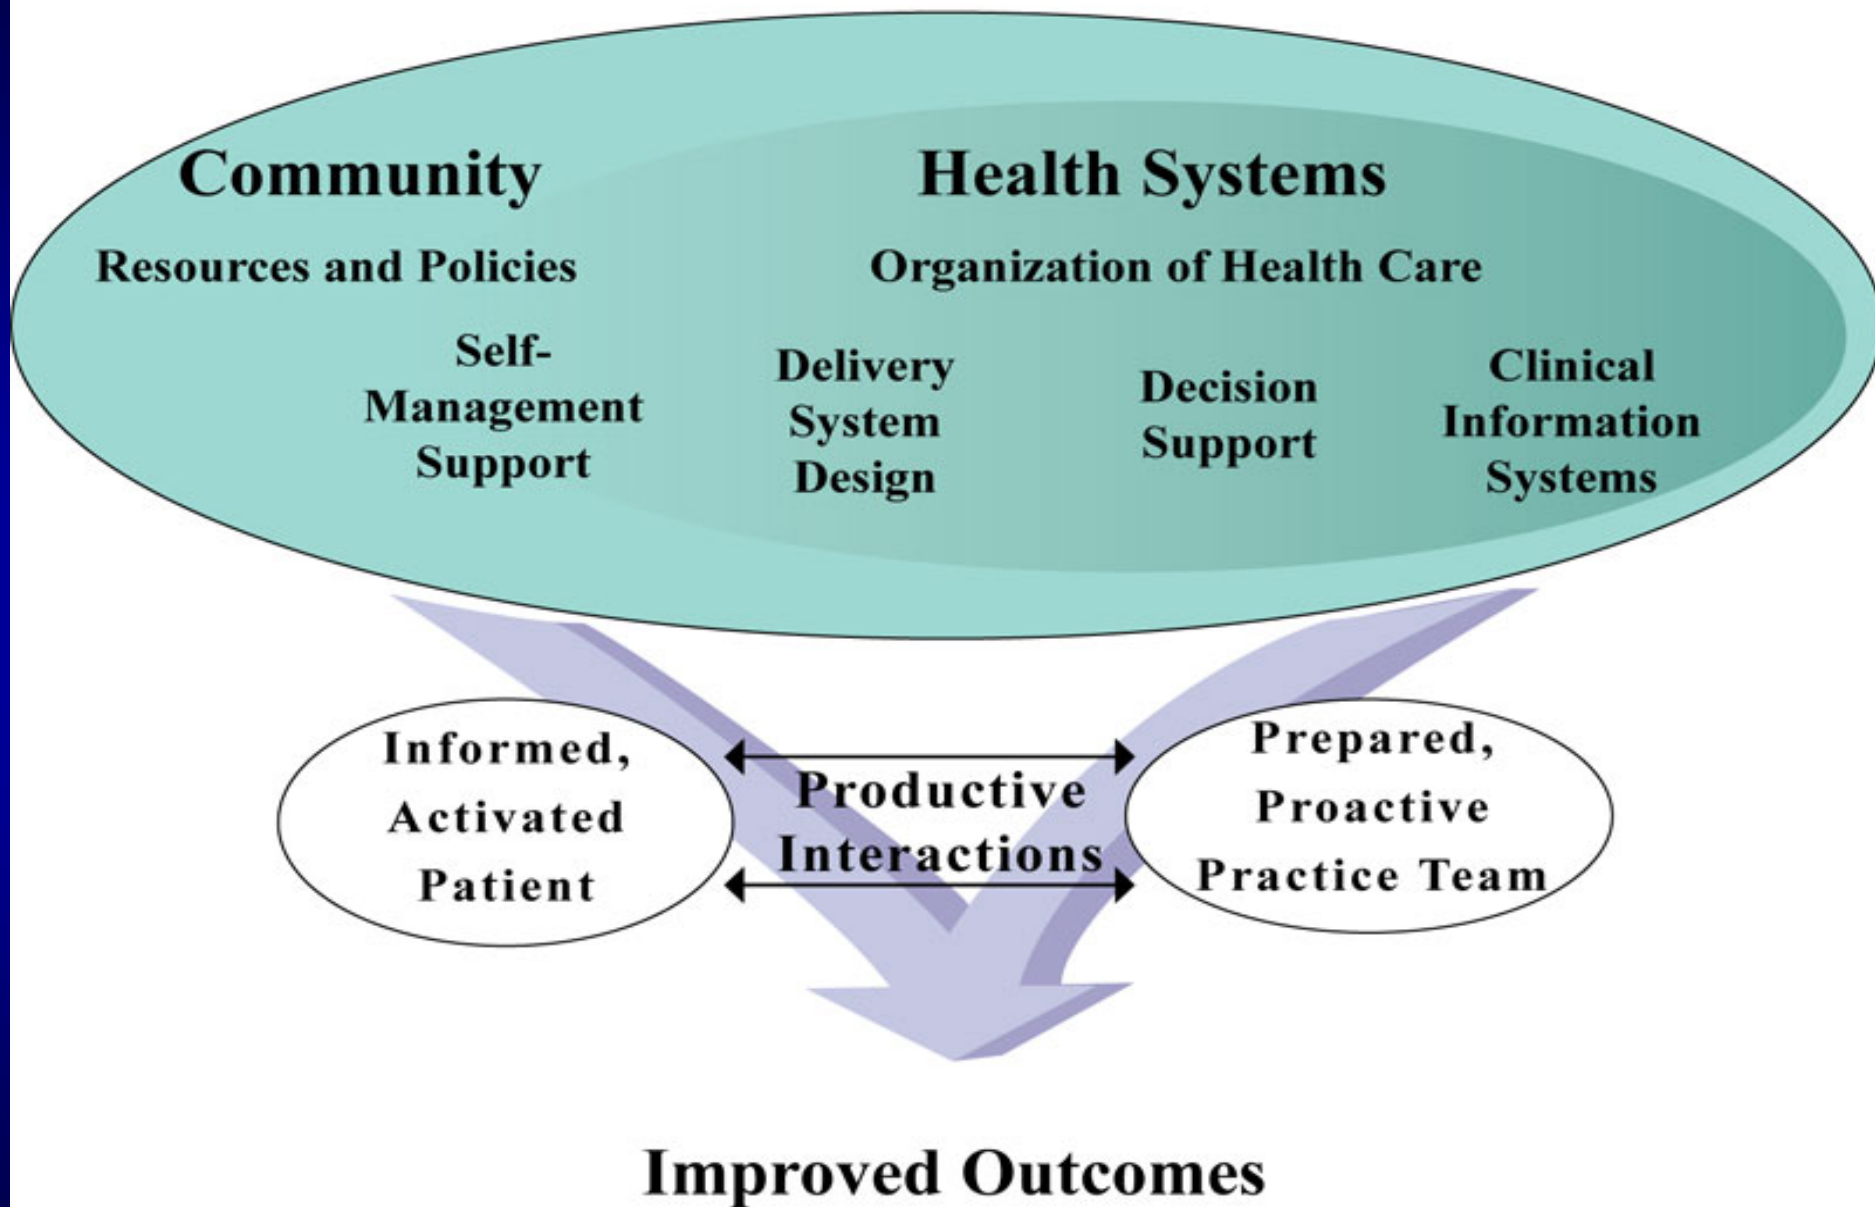 Community
Health Systems
Resources and Policies
Organization of Health Care
Self-
Management
Support
Delivery
System
Design
Decision
Support
Clinical
Information
Systems
Informed,
Activated
Patient
Productive
Interactions
Prepared,
Proactive
Practice Team
Improved Outcomes